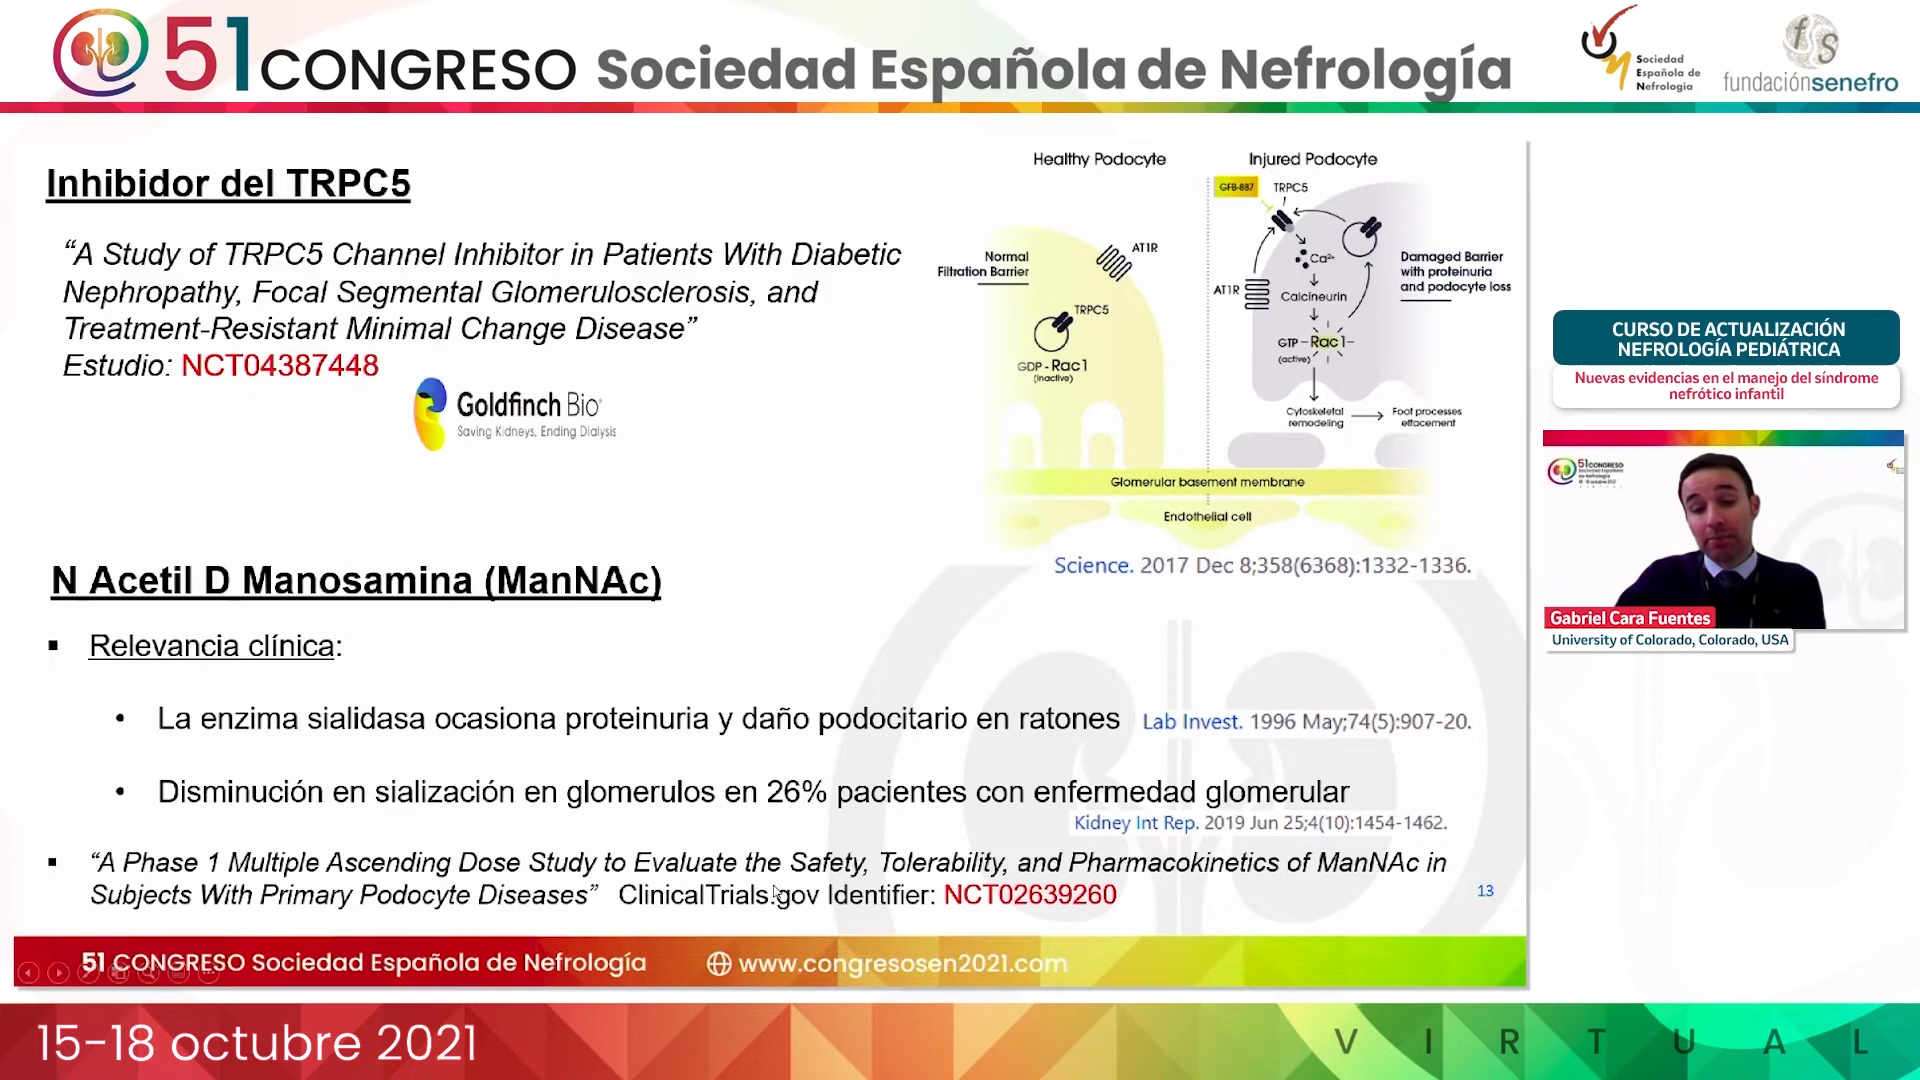 51 CONGRESO Sociedad Española de Nefrología
Sociedad
Española de
Nefrología
fS
fundación senefro
Inhibidor del TRPC5
“A Study of TRPC5 Channel Inhibitor in Patients With Diabetic
Nephropathy, Focal Segmental Glomerulosclerosis, and
Treatment-Resistant Minimal Change Disease”
Estudio: NCT04387448
Goldfinch Bio
Saving Kidneys, Ending Dialysis
Healthy Podocyte
Injured Podocyte
GFB-887
TRPC5
Normal
Filtration Barrier
AT1R
TRPC5
GDP - Rac1
(inactive)
Ca2+
AT1R
Calcineurin
GTP – Rac1 –
(active)
Damaged Barrier
with proteinuria
and podocyte loss
Cytoskeletal
remodeling
Foot processes
effacement
Glomerular basement membrane
Endothelial cell
Science. 2017 Dec 8;358(6368):1332-1336.
N Acetil D Manosamina (ManNAc)
▪ Relevancia clínica:
• La enzima sialidasa ocasiona proteinuria y daño podocitario en ratones Lab Invest. 1996 May;74(5):907-20.
• Disminución en sialización en glomerulos en 26% pacientes con enfermedad glomerular
Kidney Int Rep. 2019 Jun 25;4(10):1454-1462.
▪ “A Phase 1 Multiple Ascending Dose Study to Evaluate the Safety, Tolerability, and Pharmacokinetics of ManNAc in
Subjects With Primary Podocyte Diseases” ClinicalTrials.gov Identifier: NCT02639260
13
51 CONGRESO Sociedad Española de Nefrología
www.congresosen2021.com
CURSO DE ACTUALIZACIÓN
NEFROLOGÍA PEDIÁTRICA
Nuevas evidencias en el manejo del síndrome
nefrótico infantil
51CONGRESO
Gabriel Cara Fuentes
University of Colorado, Colorado, USA
15-18 octubre 2021
VIRTUAL